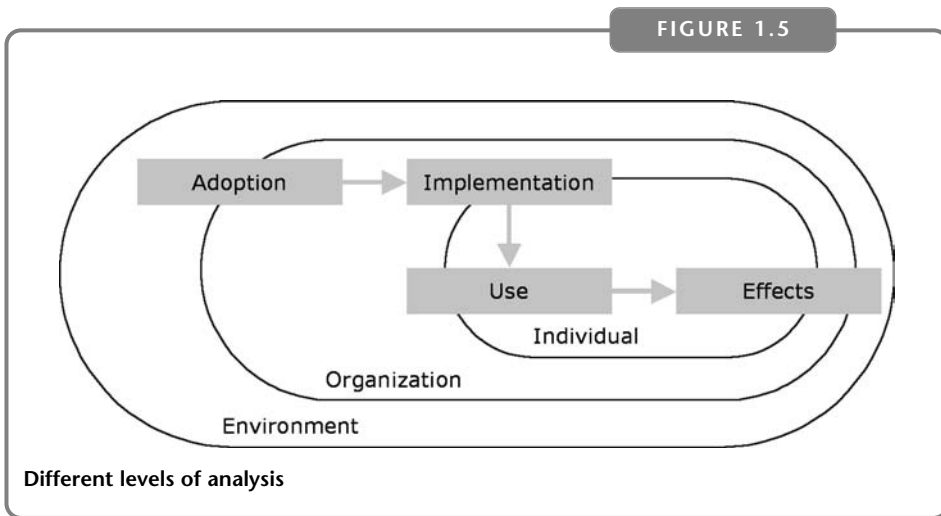 FIGURE 1.5
Adoption
Implementation
Use
Effects
Individual
Organization
Environment
Different levels of analysis